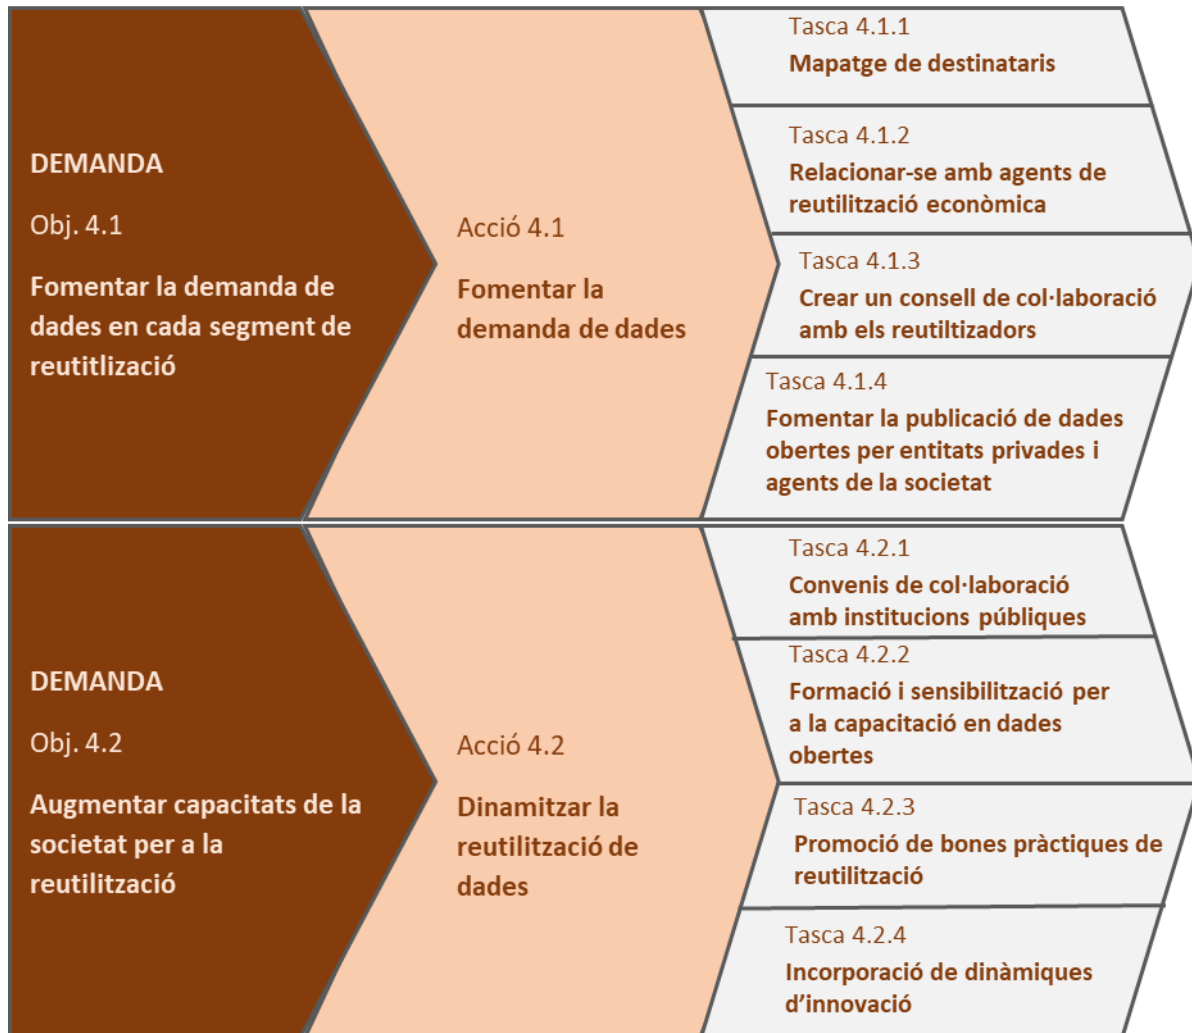 DEMANDA
Obj. 4.1
Fomentar la demanda de
dades en cada segment de
reutitlització
Acció 4.1
Fomentar la
demanda de dades
Tasca 4.1.1
Mapatge de destinataris
Tasca 4.1.2
Relacionar-se amb agents de
reutilització econòmica
Tasca 4.1.3
Crear un consell de col·laboració
amb els reutiltizadors
Tasca 4.1.4
Fomentar la publicació de dades
obertes per entitats privades i
agents de la societat
DEMANDA
Obj. 4.2
Augmentar capacitats de la
societat per a la
reutilització
Acció 4.2
Dinamitzar la
reutilització de
dades
Tasca 4.2.1
Convenis de col·laboració
amb institucions públiques
Tasca 4.2.2
Formació i sensibilització per
a la capacitació en dades
obertes
Tasca 4.2.3
Promoció de bones pràctiques de
reutilització
Tasca 4.2.4
Incorporació de dinàmiques
d’innovació